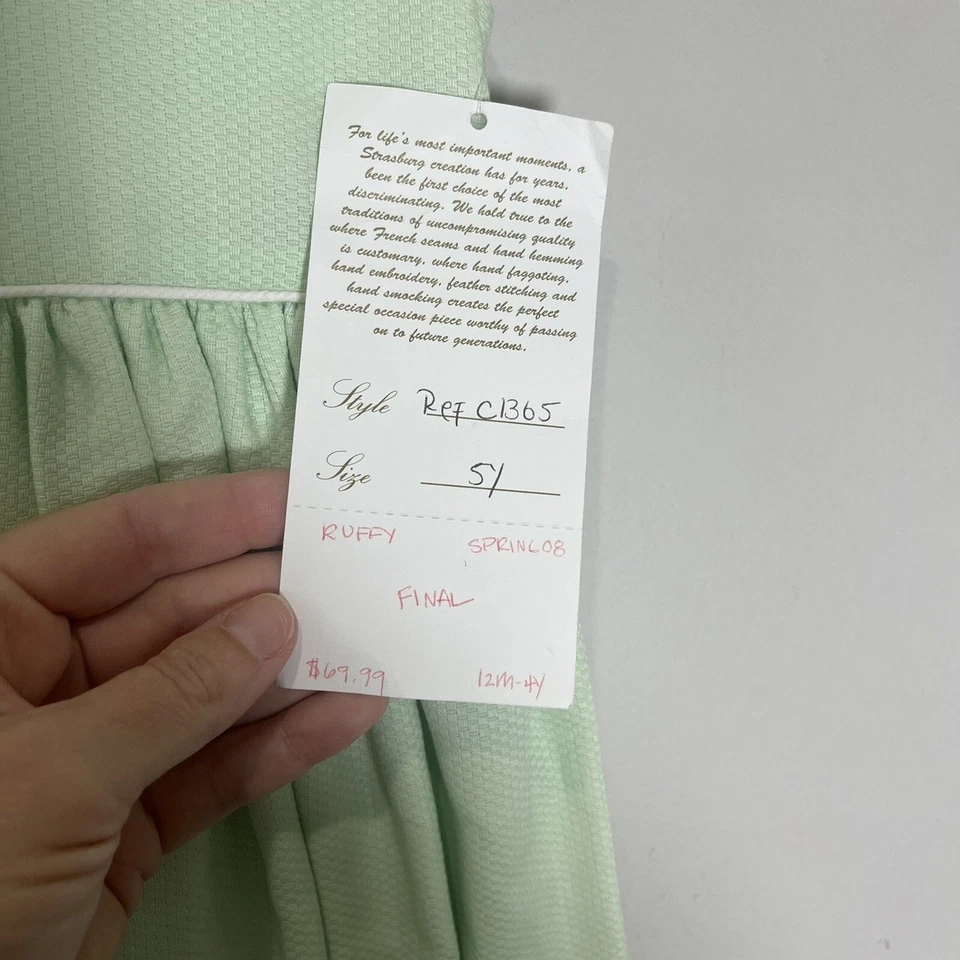 For life's most important moments, a
Strasburg creation has for years,
been the first choice of the most
discriminating. We hold true to the
traditions of uncompromising quality
where French seams and hand hemming
is customary, where hand faggoting,
hand embroidery, feather stitching and
hand smocking creates the perfect
special occasion piece worthy of passing
on to future generations.
Style Ref C1365
Size 5/
RUFFY SPRING 08
FINAL
$69.99 12M-4Y